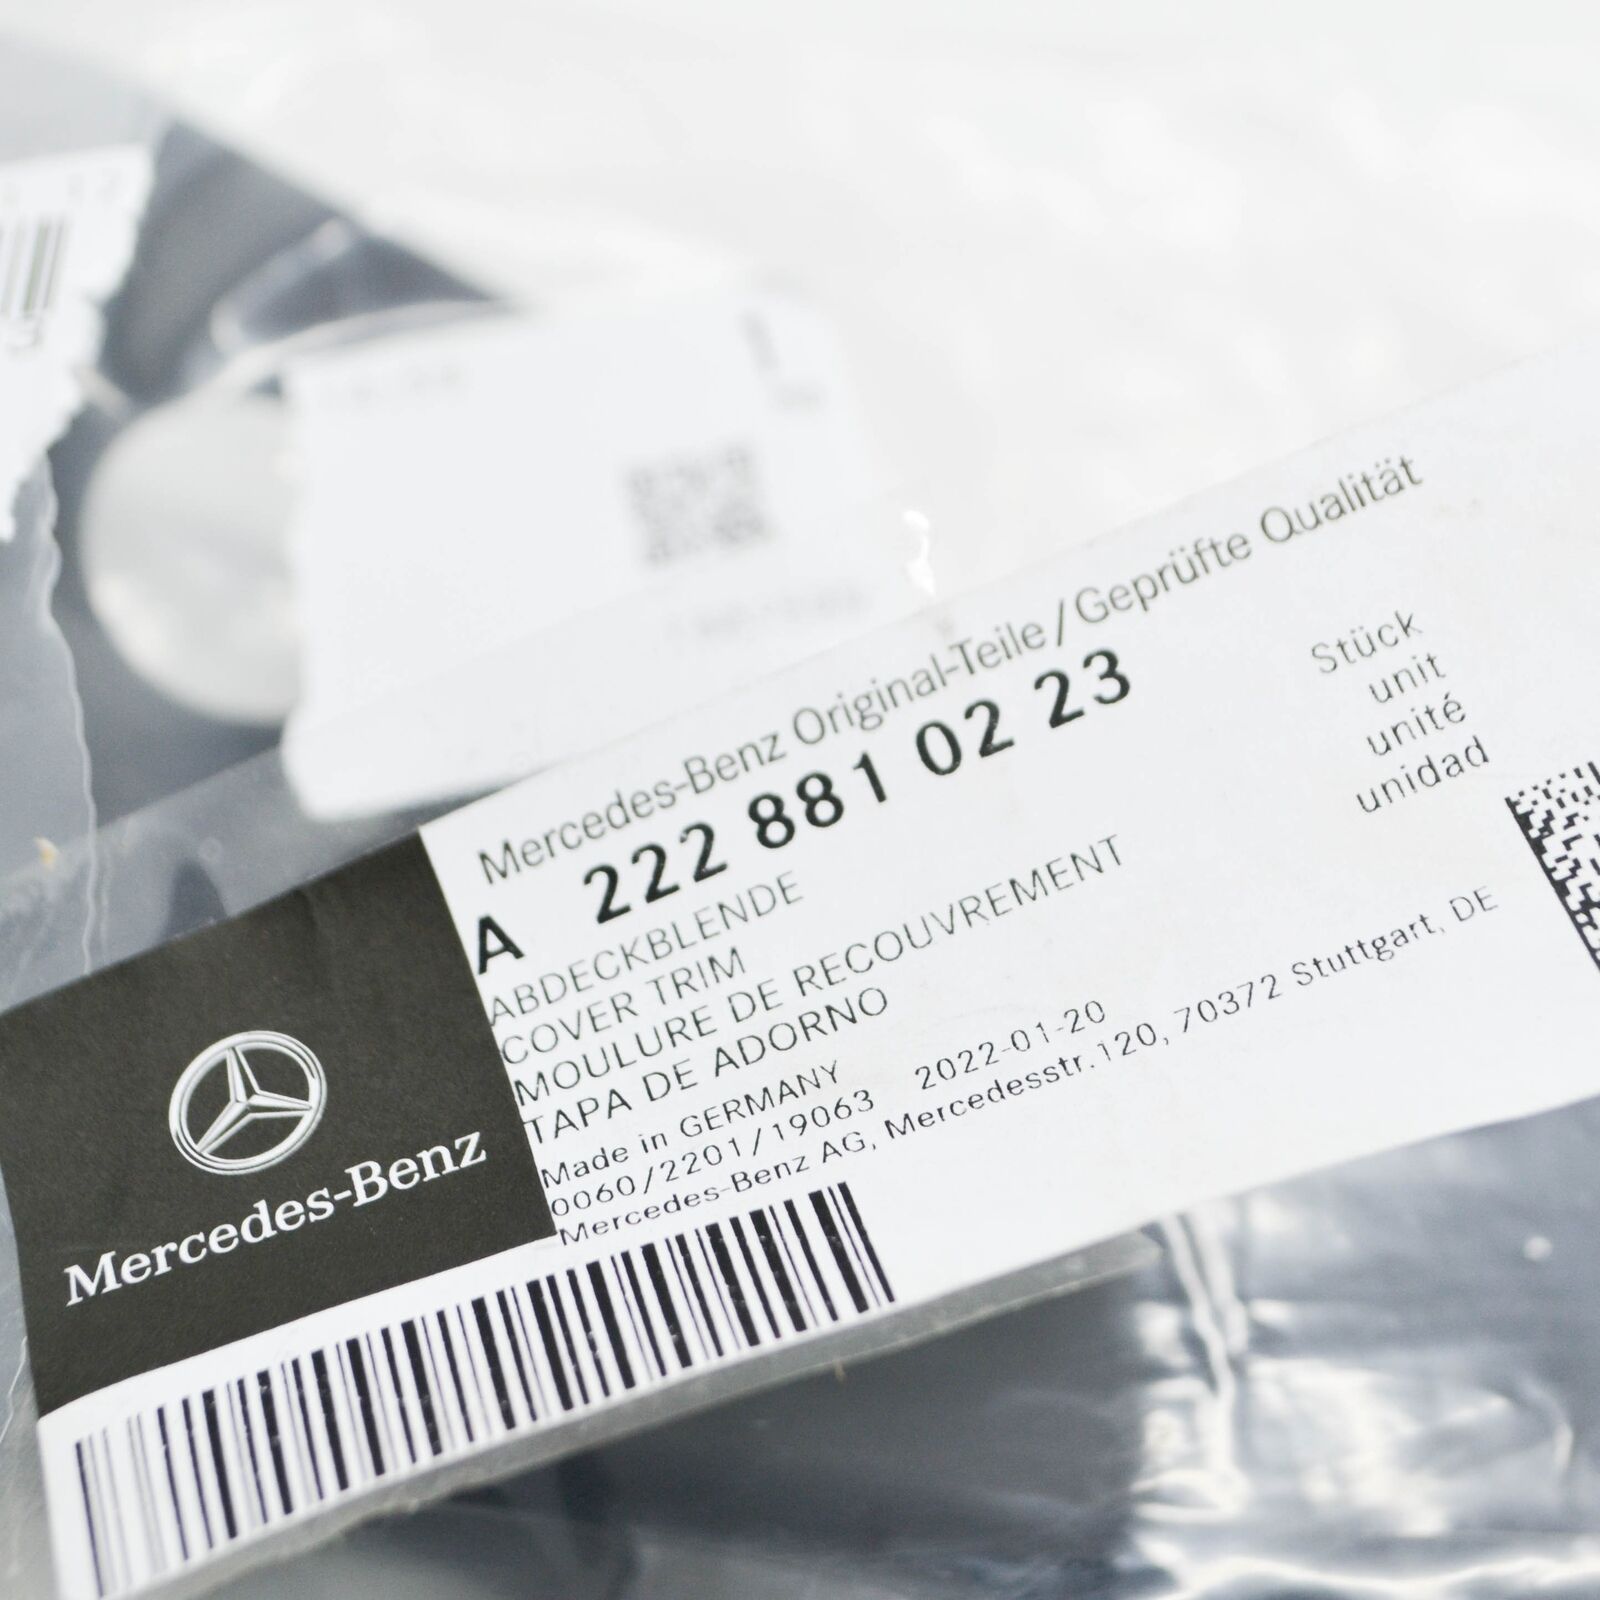 Mercedes-Benz Original-Teile/Geprüfte Qualität
A 222 881 02 23
ABDECKBLENDE
COVER TRIM
MOULURE DE RECOUVREMENT
TAPA DE ADORNO
Made in GERMANY
0060/2201/19063 2022-01-20
Mercedes-Benz AG, Mercedesstr.120, 70372 Stuttgart, DE
Stück
unit
unité
unidad
Mercedes-Benz